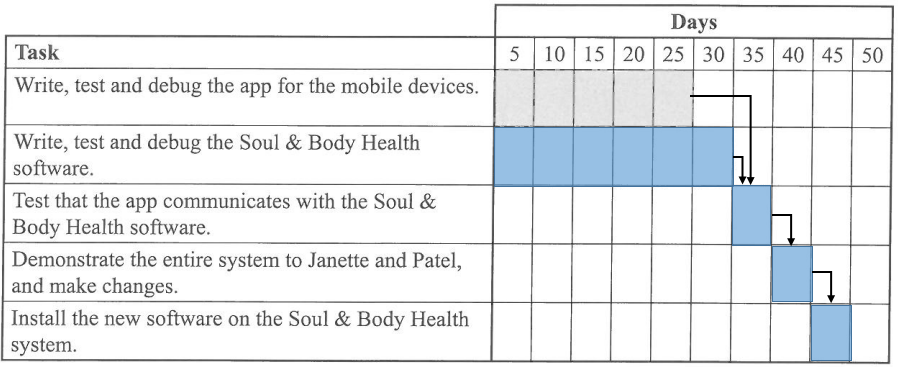 Days
Task 5 10 15 20 25 30 35 40 45 50
Write, test and debug the app for the mobile devices.
Write, test and debug the Soul & Body Health
software.
Test that the app communicates with the Soul &
Body Health software.
Demonstrate the entire system to Janette and Patel,
and make changes.
Install the new software on the Soul & Body Health
system.